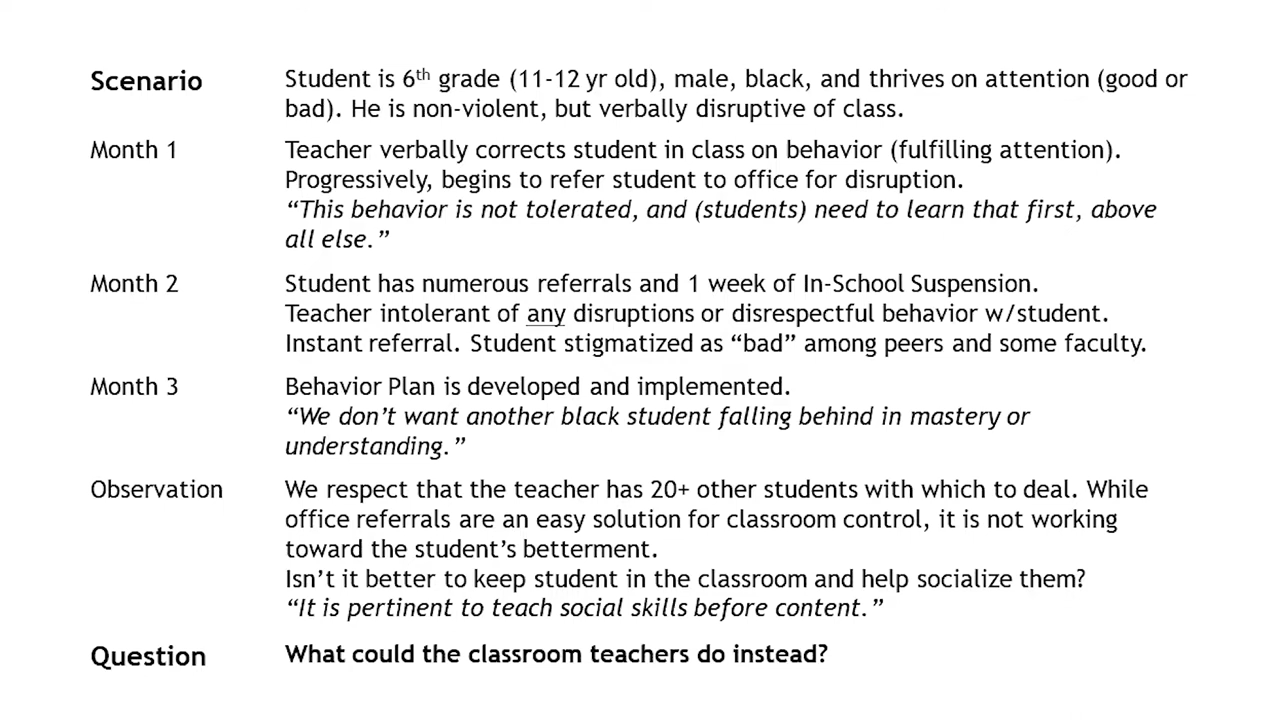 Scenario Student is 6th grade (11-12 yr old), male, black, and thrives on attention (good or
bad). He is non-violent, but verbally disruptive of class.
Month 1 Teacher verbally corrects student in class on behavior (fulfilling attention).
Progressively, begins to refer student to office for disruption.
“This behavior is not tolerated, and (students) need to learn that first, above
all else.”
Month 2 Student has numerous referrals and 1 week of In-School Suspension.
Teacher intolerant of any disruptions or disrespectful behavior w/student.
Instant referral. Student stigmatized as “bad” among peers and some faculty.
Month 3 Behavior Plan is developed and implemented.
“We don’t want another black student falling behind in mastery or
understanding.”
Observation We respect that the teacher has 20+ other students with which to deal. While
office referrals are an easy solution for classroom control, it is not working
toward the student’s betterment.
Isn’t it better to keep student in the classroom and help socialize them?
“It is pertinent to teach social skills before content.”
Question What could the classroom teachers do instead?